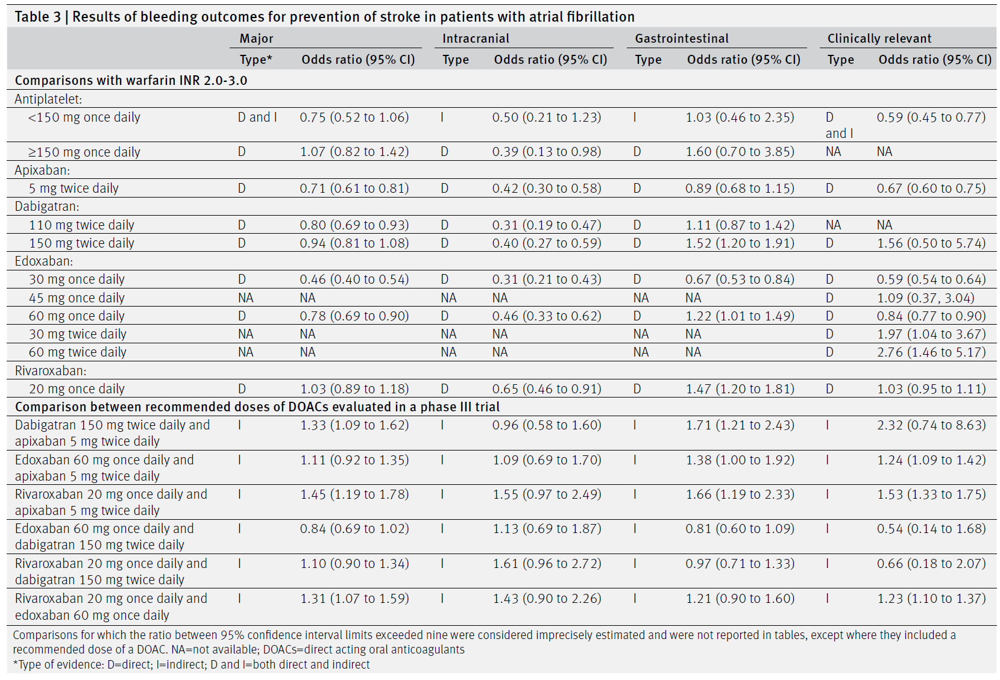 Table 3 | Results of bleeding outcomes for prevention of stroke in patients with atrial fibrillation
Major Intracranial Gastrointestinal Clinically relevant
Type* Odds ratio (95% CI) Type Odds ratio (95% CI) Type Odds ratio (95% CI) Type Odds ratio (95% CI)
Comparisons with warfarin INR 2.0-3.0
Antiplatelet:
<150 mg once daily D and I 0.75 (0.52 to 1.06) I 0.50 (0.21 to 1.23) I 1.03 (0.46 to 2.35) D 0.59 (0.45 to 0.77)
and I
≥150 mg once daily D 1.07 (0.82 to 1.42) D 0.39 (0.13 to 0.98) D 1.60 (0.70 to 3.85) NA NA
Apixaban:
5 mg twice daily D 0.71 (0.61 to 0.81) D 0.42 (0.30 to 0.58) D 0.89 (0.68 to 1.15) D 0.67 (0.60 to 0.75)
Dabigatran:
110 mg twice daily D 0.80 (0.69 to 0.93) D 0.31 (0.19 to 0.47) D 1.11 (0.87 to 1.42) NA NA
150 mg twice daily D 0.94 (0.81 to 1.08) D 0.40 (0.27 to 0.59) D 1.52 (1.20 to 1.91) D 1.56 (0.50 to 5.74)
Edoxaban:
30 mg once daily D 0.46 (0.40 to 0.54) D 0.31 (0.21 to 0.43) D 0.67 (0.53 to 0.84) D 0.59 (0.54 to 0.64)
45 mg once daily NA NA NA NA NA NA D 1.09 (0.37, 3.04)
60 mg once daily D 0.78 (0.69 to 0.90) D 0.46 (0.33 to 0.62) D 1.22 (1.01 to 1.49) D 0.84 (0.77 to 0.90)
30 mg twice daily NA NA NA NA NA NA D 1.97 (1.04 to 3.67)
60 mg twice daily NA NA NA NA NA NA D 2.76 (1.46 to 5.17)
Rivaroxaban:
20 mg once daily D 1.03 (0.89 to 1.18) D 0.65 (0.46 to 0.91) D 1.47 (1.20 to 1.81) D 1.03 (0.95 to 1.11)
Comparison between recommended doses of DOACs evaluated in a phase III trial
Dabigatran 150 mg twice daily and I 1.33 (1.09 to 1.62) I 0.96 (0.58 to 1.60) I 1.71 (1.21 to 2.43) I 2.32 (0.74 to 8.63)
apixaban 5 mg twice daily
Edoxaban 60 mg once daily and I 1.11 (0.92 to 1.35) I 1.09 (0.69 to 1.70) I 1.38 (1.00 to 1.92) I 1.24 (1.09 to 1.42)
apixaban 5 mg twice daily
Rivaroxaban 20 mg once daily and I 1.45 (1.19 to 1.78) I 1.55 (0.97 to 2.49) I 1.66 (1.19 to 2.33) I 1.53 (1.33 to 1.75)
apixaban 5 mg twice daily
Edoxaban 60 mg once daily and I 0.84 (0.69 to 1.02) I 1.13 (0.69 to 1.87) I 0.81 (0.60 to 1.09) I 0.54 (0.14 to 1.68)
dabigatran 150 mg twice daily
Rivaroxaban 20 mg once daily and I 1.10 (0.90 to 1.34) I 1.61 (0.96 to 2.72) I 0.97 (0.71 to 1.33) I 0.66 (0.18 to 2.07)
dabigatran 150 mg twice daily
Rivaroxaban 20 mg once daily and I 1.31 (1.07 to 1.59) I 1.43 (0.90 to 2.26) I 1.21 (0.90 to 1.60) I 1.23 (1.10 to 1.37)
edoxaban 60 mg once daily
Comparisons for which the ratio between 95% confidence interval limits exceeded nine were considered imprecisely estimated and were not reported in tables, except where they included a
recommended dose of a DOAC. NA=not available; DOACs=direct acting oral anticoagulants
*Type of evidence: D=direct; I=indirect; D and I=both direct and indirect